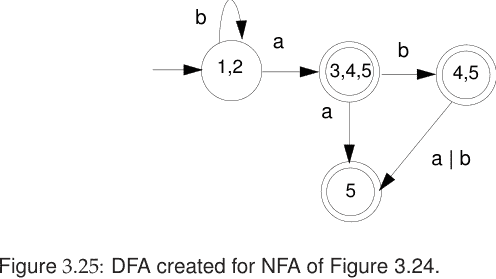 b
a
b
1,2
3,4,5
4,5
a
a | b
5
Figure 3.25: DFA created for NFA of Figure 3.24.